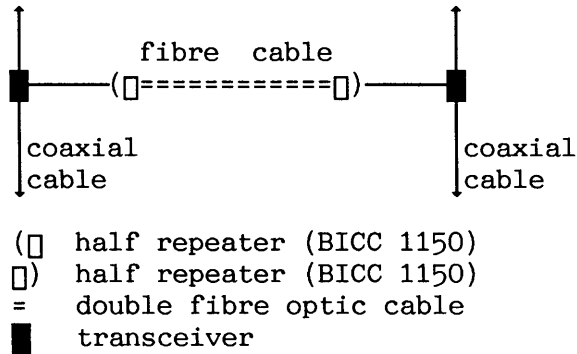 fibre cable
(▯============▯)
coaxial
cable
coaxial
cable
(▯ half repeater (BICC 1150)
▯) half repeater (BICC 1150)
= double fibre optic cable
■ transceiver